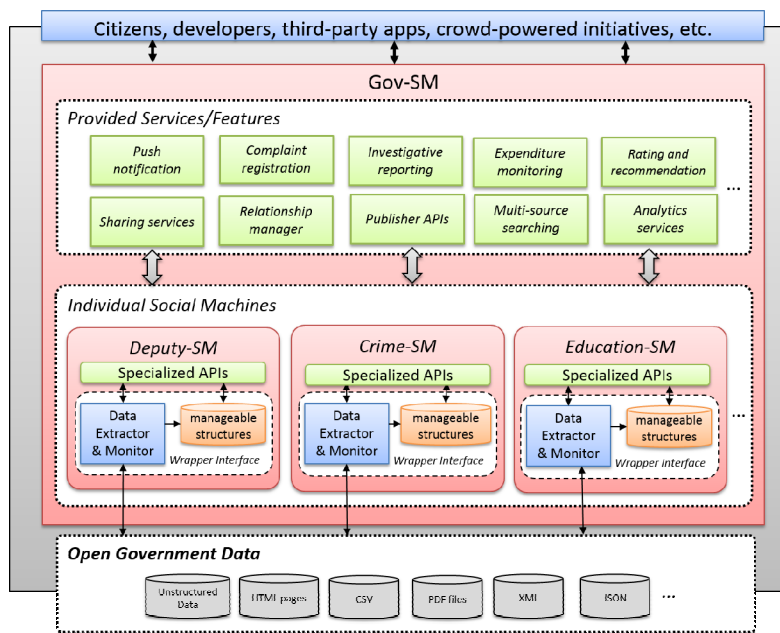 Citizens, developers, third-party apps, crowd-powered initiatives, etc.
Gov-SM
Provided Services/Features
Push
notification
Complaint
registration
Investigative
reporting
Expenditure
monitoring
Rating and
recommendation
...
Sharing services
Relationship
manager
Publisher APIs
Multi-source
searching
Analytics
services
Individual Social Machines
Deputy-SM
Specialized APIs
Data
Extractor
& Monitor
manageable
structures
Wrapper Interface
Crime-SM
Specialized APIs
Data
Extractor
& Monitor
manageable
structures
Wrapper Interface
Education-SM
Specialized APIs
Data
Extractor
& Monitor
manageable
structures
Wrapper interface
...
Open Government Data
Unstructured
Data
HTML pages
CSV
PDF files
XML
JSON
...